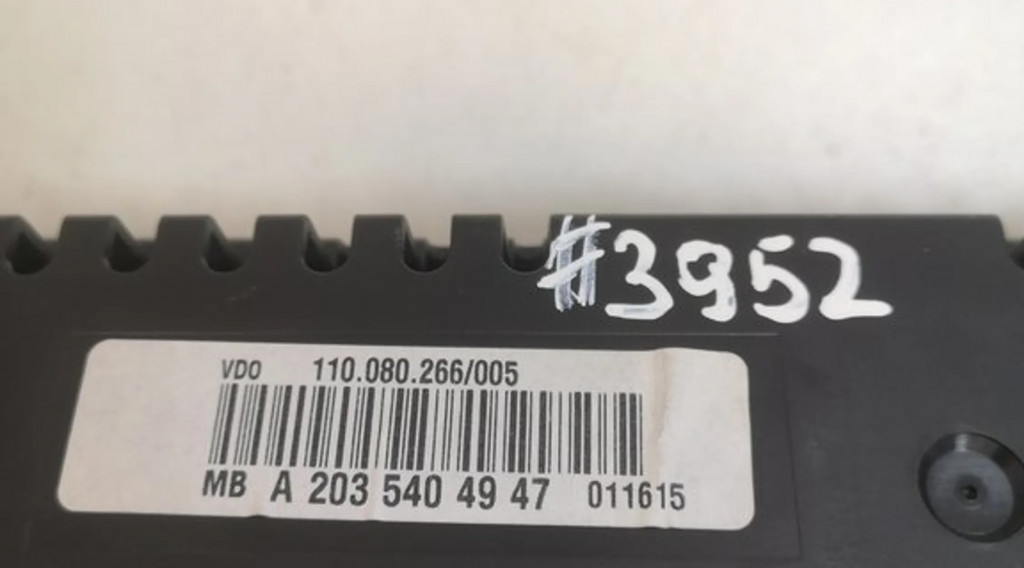 #3952
VDO 110.080.266/005
MB A 203 540 49 47 011615